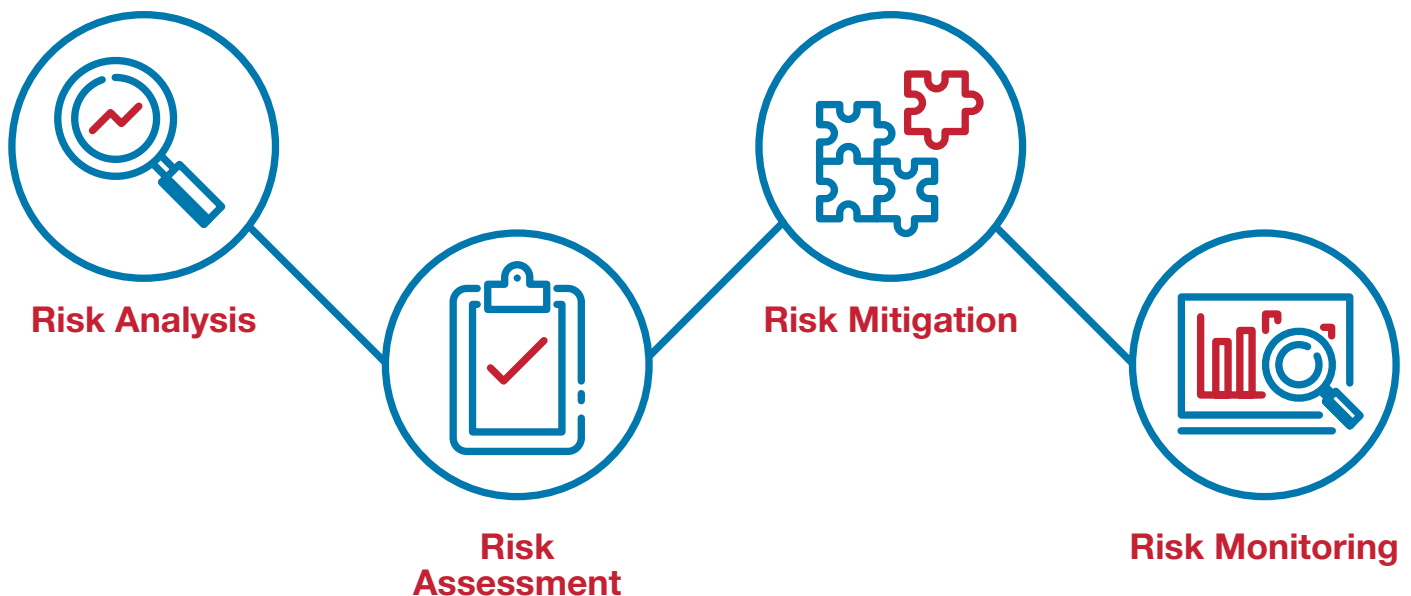 Risk Analysis
Risk
Assessment
Risk Mitigation
Risk Monitoring